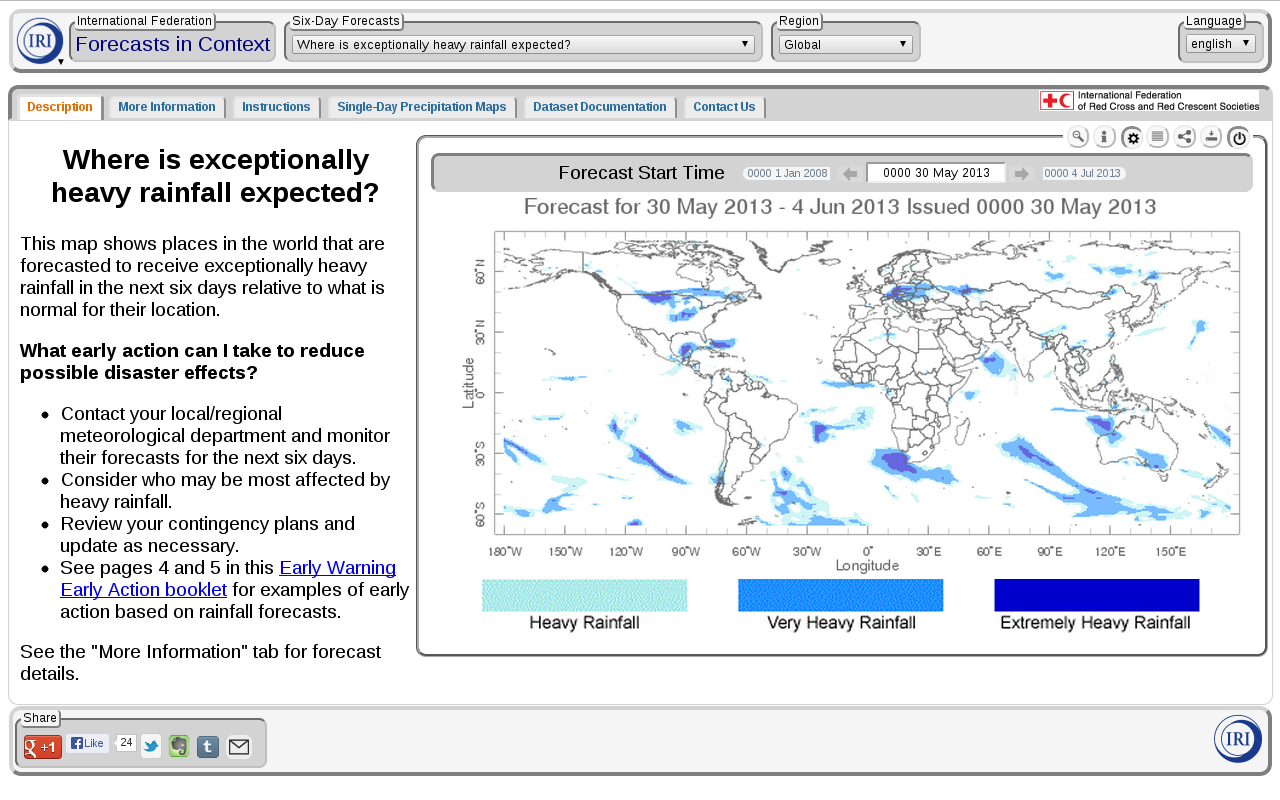 International Federation
Forecasts in Context
Six-Day Forecasts
Where is exceptionally heavy rainfall expected?
Region
Global
Language
english
IRI
Description
More Information
Instructions
Single-Day Precipitation Maps
Dataset Documentation
Contact Us
International Federation
of Red Cross and Red Crescent Societies
Where is exceptionally
heavy rainfall expected?
This map shows places in the world that are
forecasted to receive exceptionally heavy
rainfall in the next six days relative to what is
normal for their location.
What early action can I take to reduce
possible disaster effects?
Contact your local/regional
meteorological department and monitor
their forecasts for the next six days.
Consider who may be most affected by
heavy rainfall.
Review your contingency plans and
update as necessary.
See pages 4 and 5 in this Early Warning
Early Action booklet for examples of early
action based on rainfall forecasts.
See the "More Information" tab for forecast
details.
Forecast Start Time
0000 1 Jan 2008
0000 30 May 2013
0000 4 Jul 2013
Forecast for 30 May 2013 - 4 Jun 2013 Issued 0000 30 May 2013
Latitude
60°N
30°N
0°
30°S
60°S
180°W 150°W 120°W 90°W 60°W 30°W 0° 30°E 60°E 90°E 120°E 150°E
Longitude
Heavy Rainfall
Very Heavy Rainfall
Extremely Heavy Rainfall
Share
g +1
Like
24
IRI